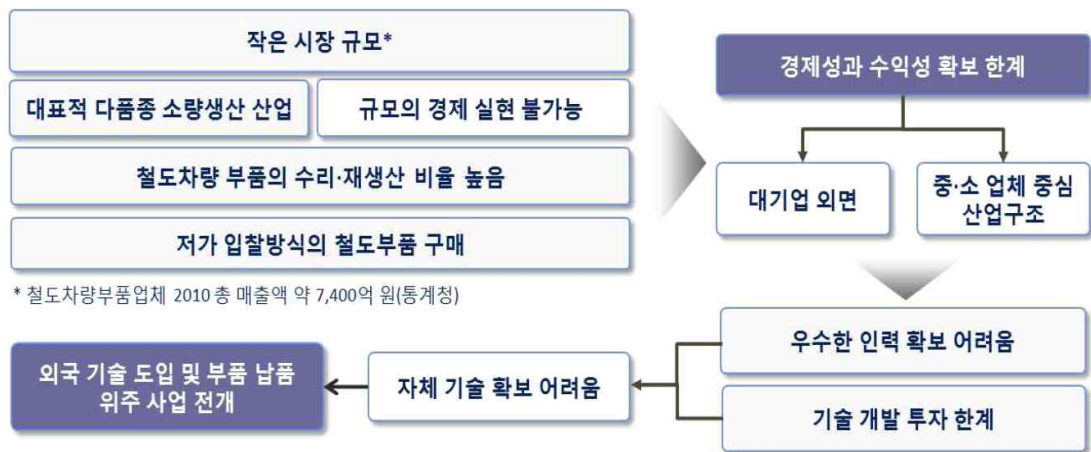 작은 시장 규모*
대표적 다품종 소량생산 산업
규모의 경제 실현 불가능
철도차량 부품의 수리·재생산 비율 높음
저가 입찰방식의 철도부품 구매
* 철도차량부품업체 2010 총 매출액 약 7,400억 원(통계청)
경제성과 수익성 확보 한계
대기업 외면
중·소 업체 중심
산업구조
우수한 인력 확보 어려움
기술 개발 투자 한계
자체 기술 확보 어려움
외국 기술 도입 및 부품 납품
위주 사업 전개